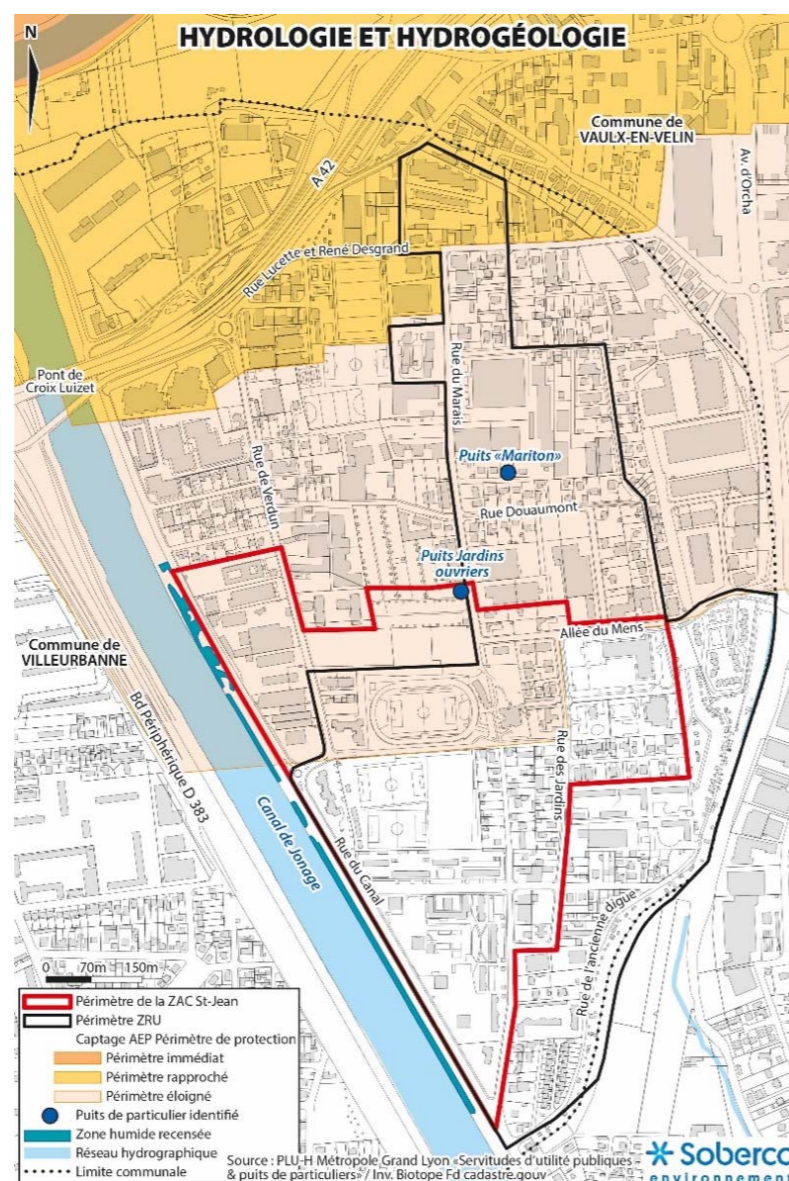 HYDROLOGIE ET HYDROGÉOLOGIE
N
Commune de
VAULX-EN-VELIN
A 42
Av. d'Orcha
Rue Lucette et René Desgrand
Pont de
Croix Luizet
Rue du Marais
Rue de Verdun
Puits «Mariton»
Rue Douaumont
Puits Jardins
ouvriers
Allée du Mens
Commune de
VILLEURBANNE
Bd Périphérique D 383
Canal de Jonage
Rue du Canal
Rue des Jardins
Rue de l'ancienne digue
0 70m 150m
Périmètre de la ZAC St-Jean
Périmètre ZRU
Captage AEP Périmètre de protection
Périmètre immédiat
Périmètre rapproché
Périmètre éloigné
Puits de particulier identifié
Zone humide recensée
Réseau hydrographique
Limite communale
Source : PLU-H Métropole Grand Lyon «Servitudes d'utilité publiques
& puits de particuliers» / Inv. Biotope Fd cadastre.gouv
Soberco
environnement